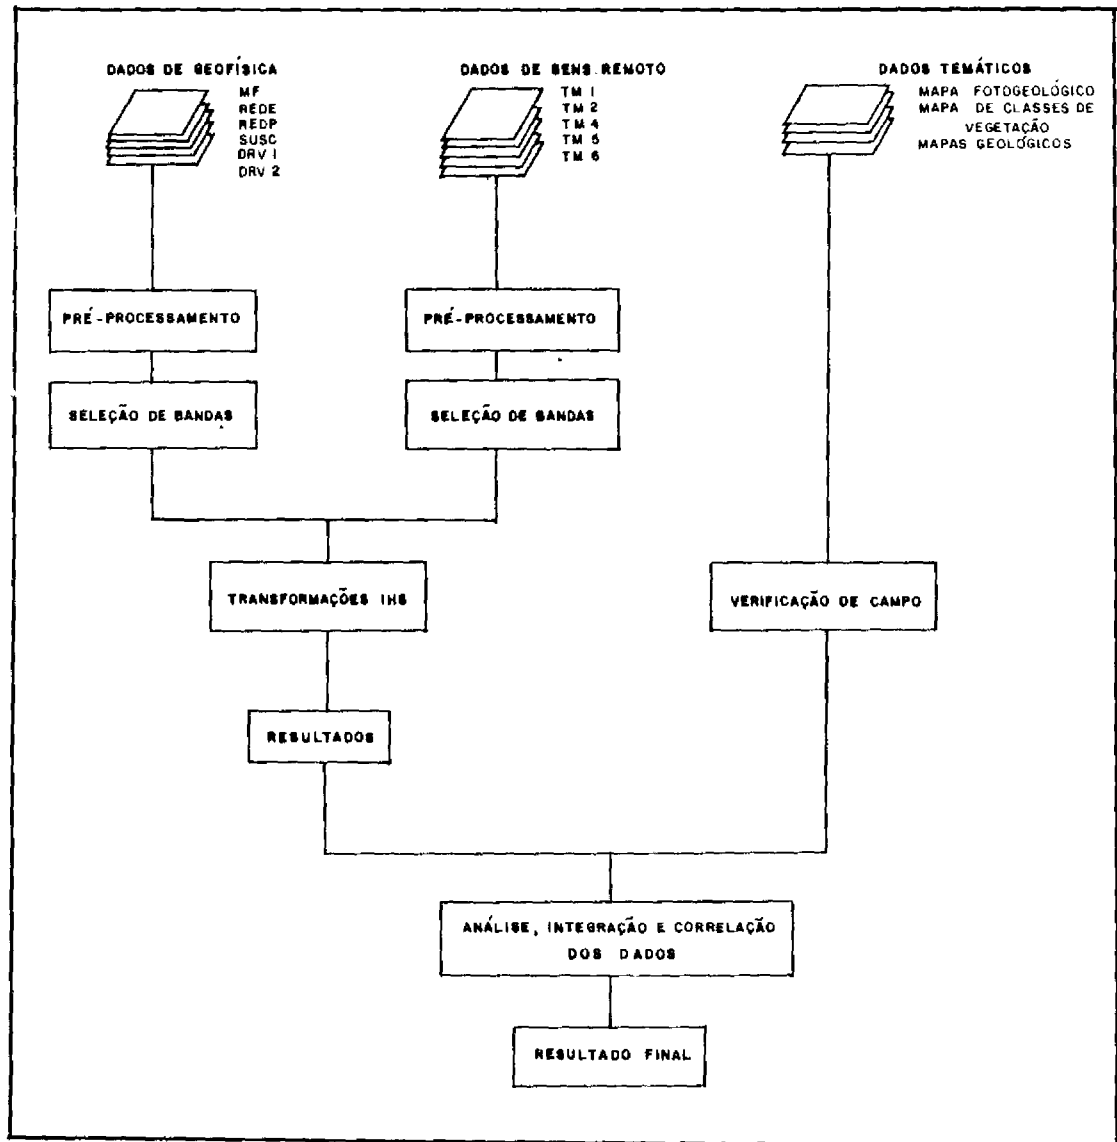 DADOS DE GEOFÍSICA
MF
REDE
REDP
SUSC
DRV 1
DRV 2
DADOS DE SENS. REMOTO
TM 1
TM 2
TM 4
TM 5
TM 6
DADOS TEMÁTICOS
MAPA FOTOGEOLÓGICO
MAPA DE CLASSES DE
VEGETAÇÃO
MAPAS GEOLÓGICOS
PRÉ-PROCESSAMENTO
PRÉ-PROCESSAMENTO
SELEÇÃO DE BANDAS
SELEÇÃO DE BANDAS
TRANSFORMAÇÕES IHS
VERIFICAÇÃO DE CAMPO
RESULTADOS
ANÁLISE, INTEGRAÇÃO E CORRELAÇÃO
DOS DADOS
RESULTADO FINAL